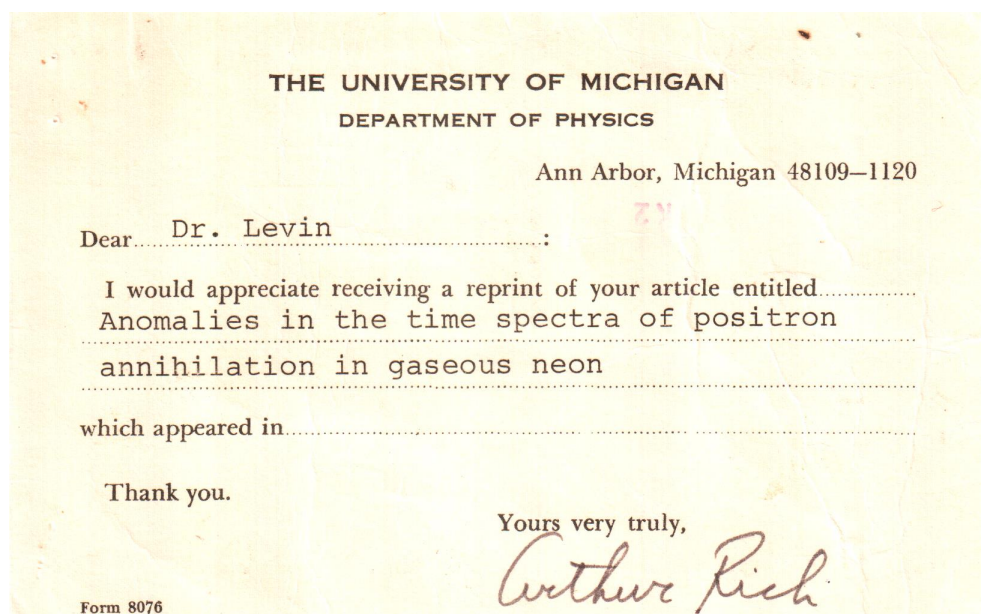 THE UNIVERSITY OF MICHIGAN
DEPARTMENT OF PHYSICS
Ann Arbor, Michigan 48109–1120
Dear.... Dr. Levin ....:
I would appreciate receiving a reprint of your article entitled....
Anomalies in the time spectra of positron
annihilation in gaseous neon
which appeared in....
Thank you.
Yours very truly,
Arthur Rich
Form 8076